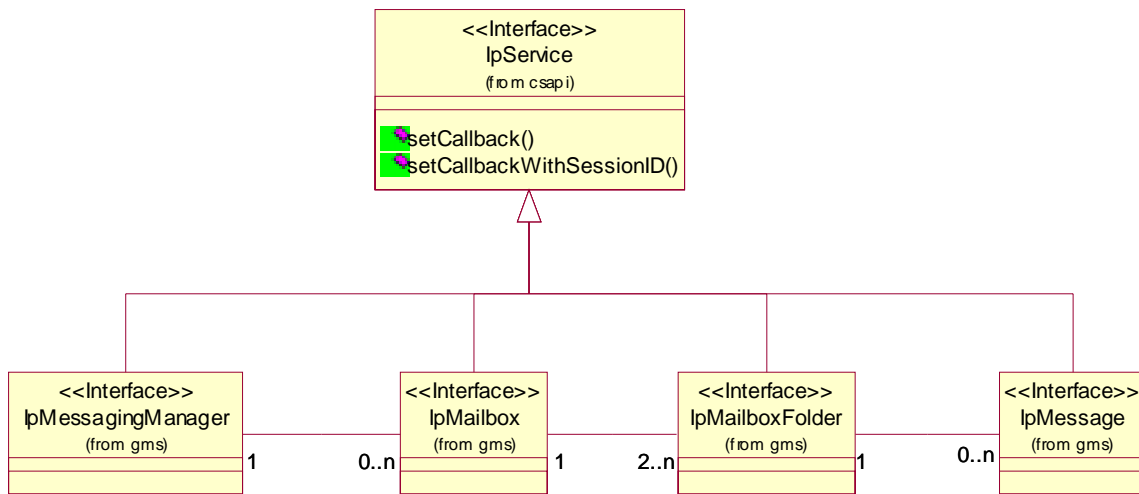 <<Interface>>
IpService
(from csapi)
setCallback()
setCallbackWithSessionID()
<<Interface>>
IpMessagingManager
(from gms)
<<Interface>>
IpMailbox
(from gms)
<<Interface>>
IpMailboxFolder
(from gms)
<<Interface>>
IpMessage
(from gms)
1
0..n
1
2..n
1
0..n